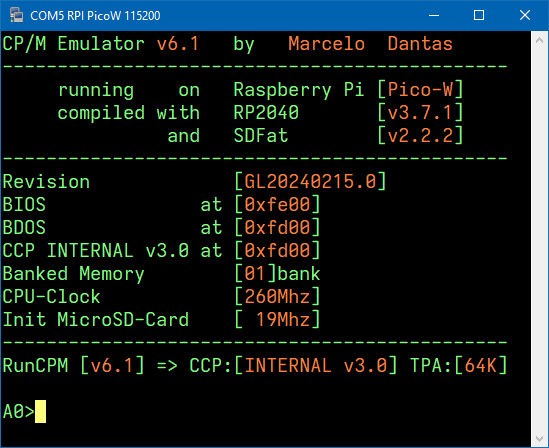 COM5 RPI PicoW 115200
CP/M Emulator v6.1 by Marcelo Dantas
----------------------------------------------
running on Raspberry Pi [Pico-W]
compiled with RP2040 [v3.7.1]
and SDFat [v2.2.2]
----------------------------------------------
Revision [GL20240215.0]
BIOS at [0xfe00]
BDOS at [0xfd00]
CCP INTERNAL v3.0 at [0xfd00]
Banked Memory [01]bank
CPU-Clock [260Mhz]
Init MicroSD-Card [ 19Mhz]
----------------------------------------------
RunCPM [v6.1] => CCP:[INTERNAL v3.0] TPA:[64K]
A0>